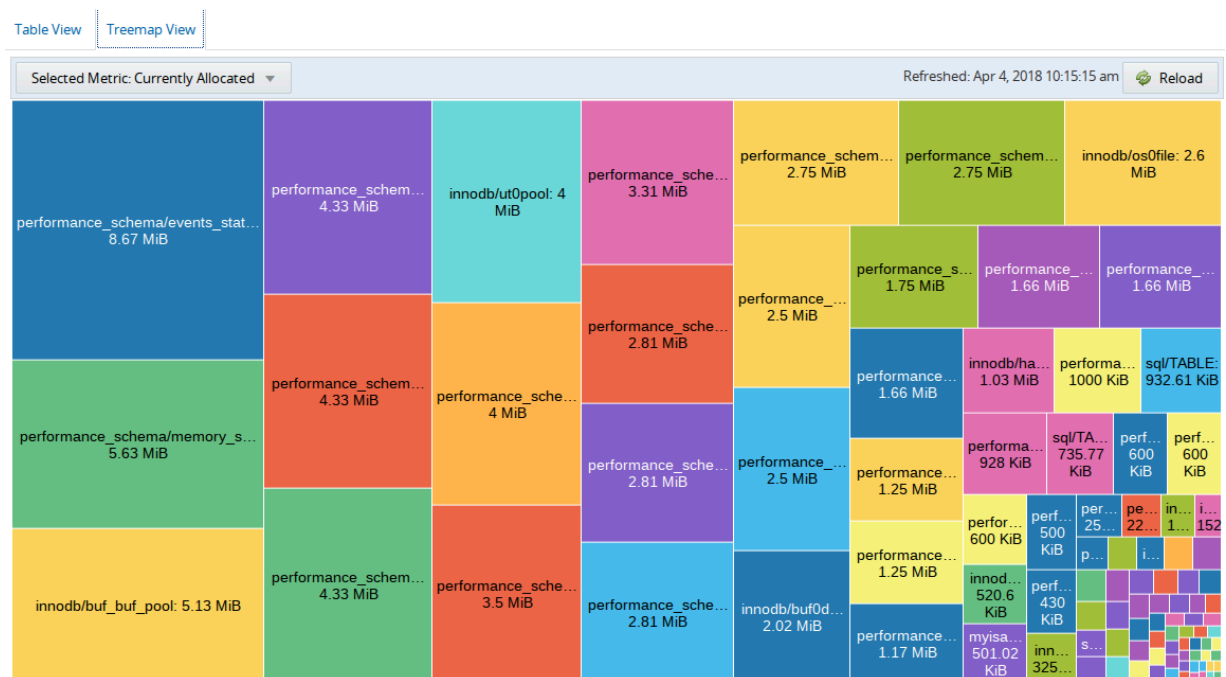 Table View
Treemap View
Selected Metric: Currently Allocated
Refreshed: Apr 4, 2018 10:15:15 am
Reload
performance_schema/events_stat...
8.67 MiB
performance_schema/memory_s...
5.63 MiB
innodb/buf_buf_pool: 5.13 MiB
performance_schem...
4.33 MiB
performance_schem...
4.33 MiB
performance_schem...
4.33 MiB
innodb/ut0pool: 4
MiB
performance_sche...
4 MiB
performance_sche...
3.5 MiB
performance_sche...
3.31 MiB
performance_sche...
2.81 MiB
performance_sche...
2.81 MiB
performance_sche...
2.81 MiB
performance_schem...
2.75 MiB
performance_schem...
2.75 MiB
innodb/os0file: 2.6
MiB
performance_...
2.5 MiB
performance_...
2.5 MiB
innodb/buf0d...
2.02 MiB
performance_s...
1.75 MiB
performance_...
1.66 MiB
performance_...
1.66 MiB
performance...
1.66 MiB
performance...
1.25 MiB
performance...
1.25 MiB
performance...
1.17 MiB
innodb/ha...
1.03 MiB
performa...
1000 KiB
sql/TABLE:
932.61 KiB
performa...
928 KiB
sql/TA...
735.77
KiB
perf...
600
KiB
perf...
600
KiB
perfor...
600 KiB
innod...
520.6
KiB
myisa...
501.02
KiB
perf...
500
KiB
perf...
430
KiB
inn...
325...
per...
25...
pe...
22...
in...
1...
i...
152
p...
i...
s...